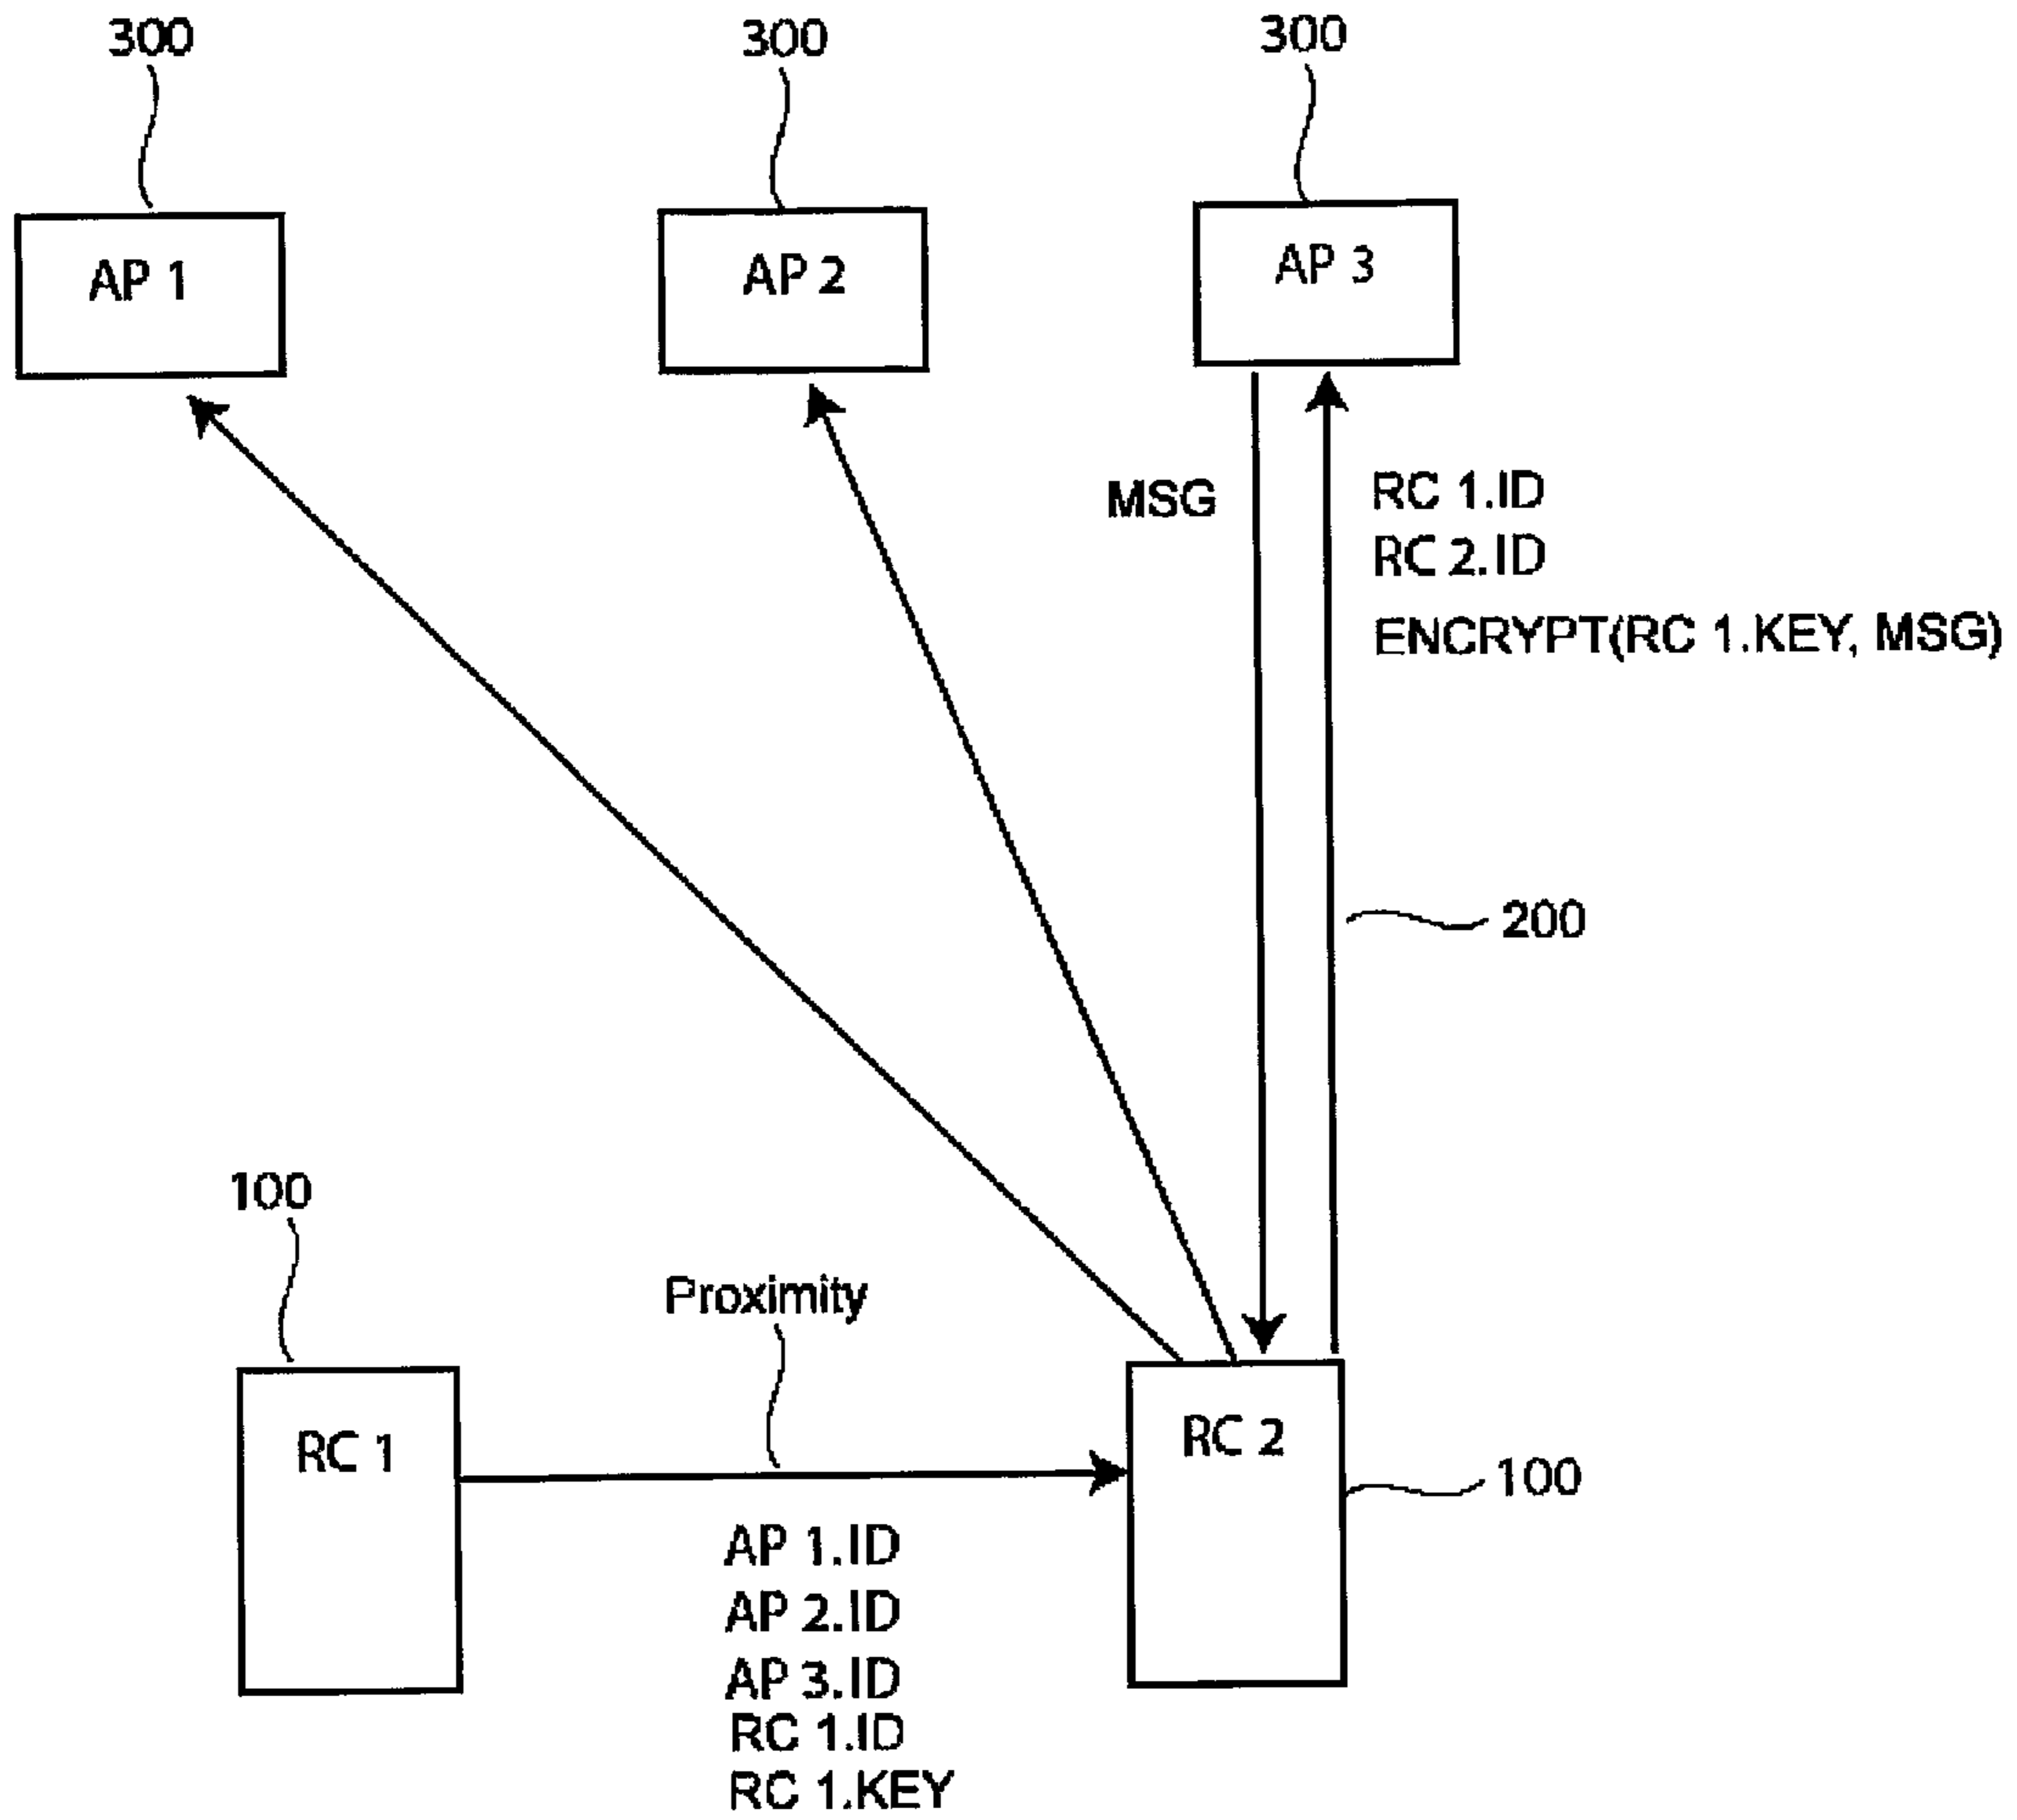 300
300
300
AP 1
AP 2
AP 3
MSG
RC 1.ID
RC 2.ID
ENCRYPT(RC 1.KEY, MSG)
200
100
Proximity
RC 1
RC 2
100
AP 1.ID
AP 2.ID
AP 3.ID
RC 1.ID
RC 1.KEY